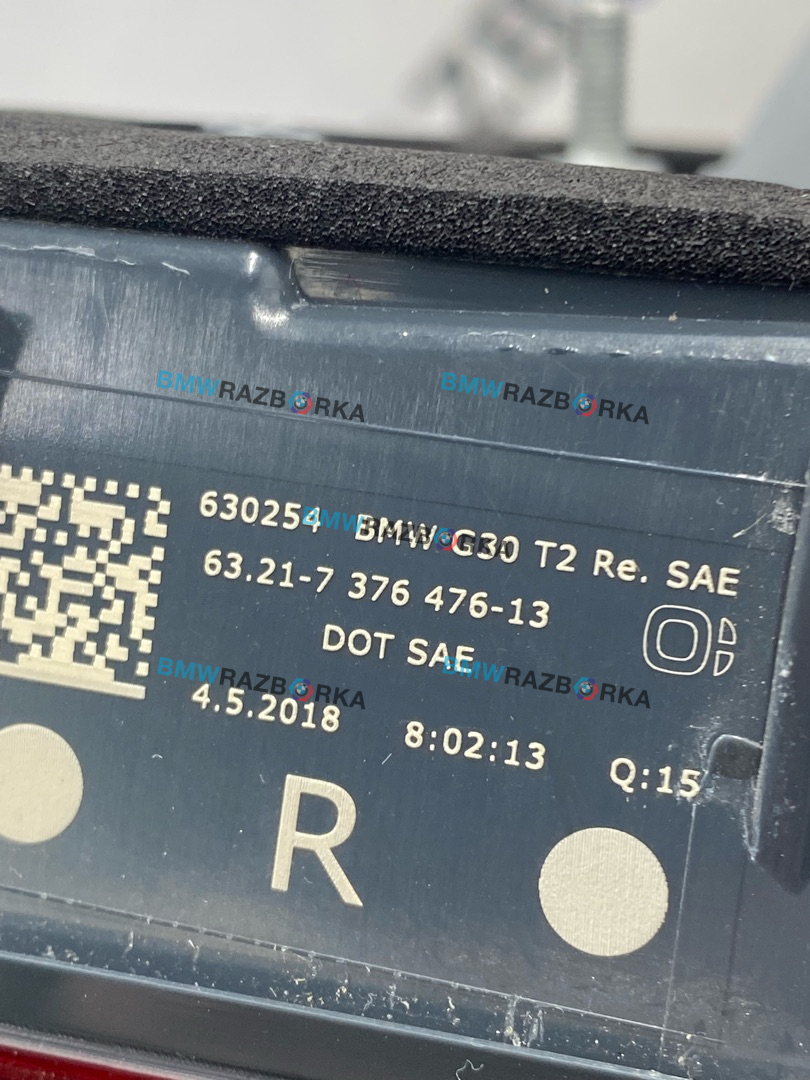 BMWRAZBORKA BMWRAZBORKA
630254 BMW G30 T2 Re. SAE
BMWRAZBORKA
63.21-7 376 476-13
DOT SAE
BMWRAZBORKA BMWRAZBORKA
4.5.2018 8:02:13 Q:15
R